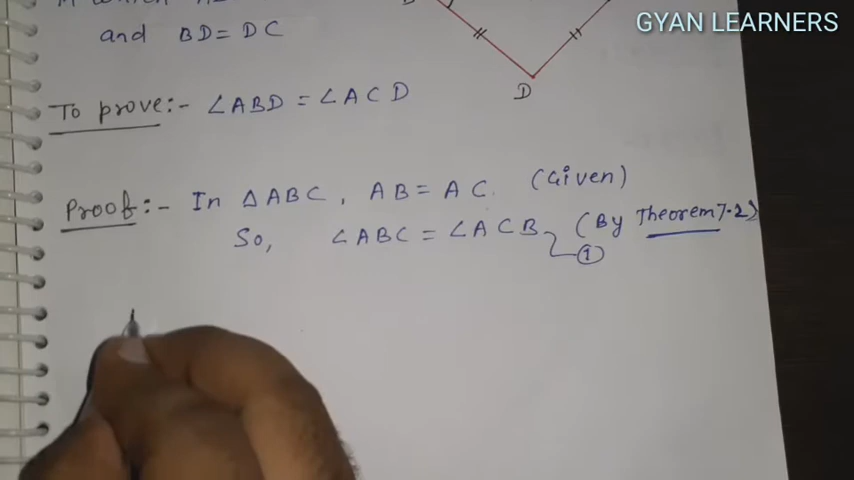 GYAN LEARNERS
and BD = DC
D
To prove:- ∠ABD = ∠ACD
Proof:- In △ABC, AB = AC. (Given)
So, ∠ABC = ∠ACB (By Theorem 7.2)
①